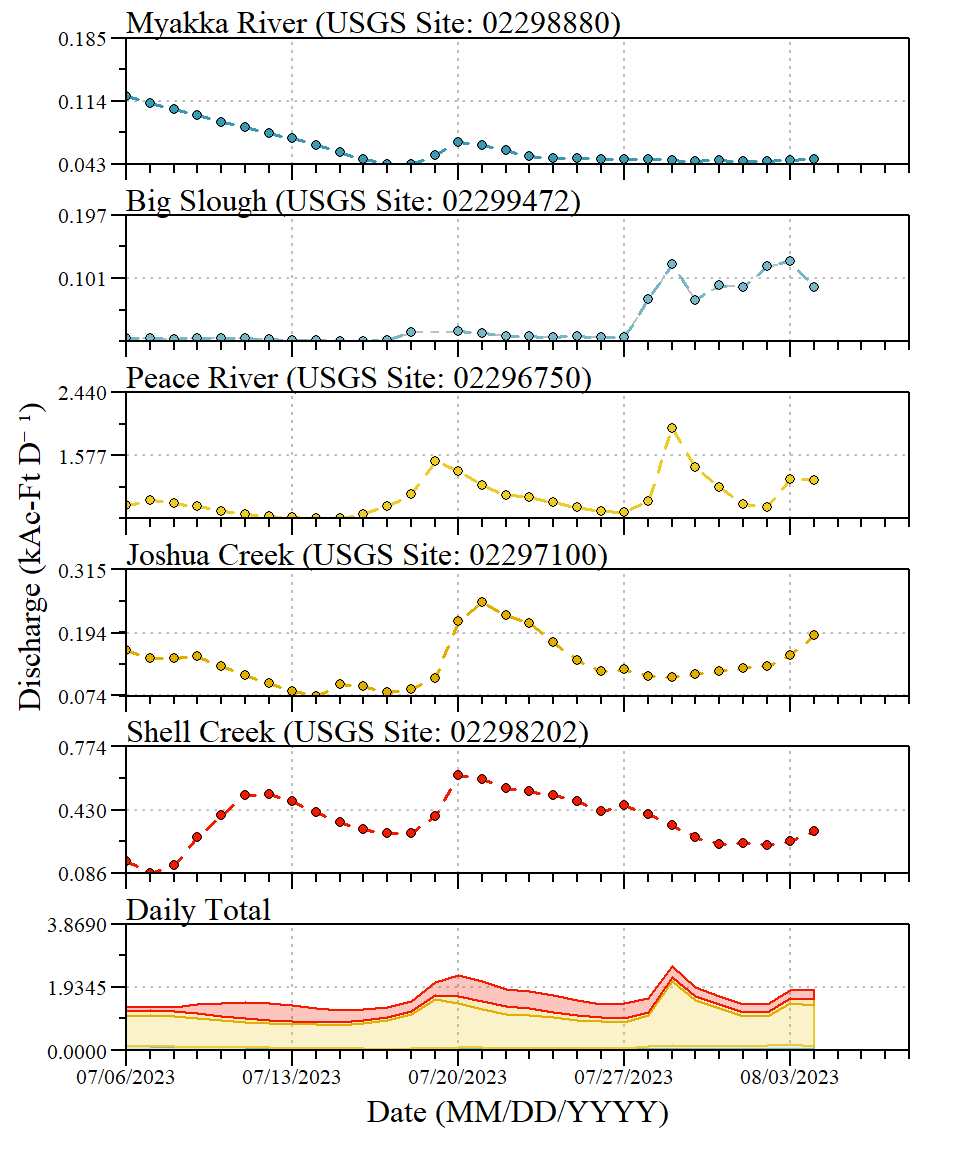 Myakka River (USGS Site: 02298880)
0.185
0.114
0.043
Big Slough (USGS Site: 02299472)
0.197
0.101
Peace River (USGS Site: 02296750)
2.440
1.577
Joshua Creek (USGS Site: 02297100)
0.315
0.194
0.074
Shell Creek (USGS Site: 02298202)
0.774
0.430
0.086
Daily Total
3.8690
1.9345
0.0000
Discharge (kAc-Ft D⁻¹)
07/06/2023 07/13/2023 07/20/2023 07/27/2023 08/03/2023
Date (MM/DD/YYYY)